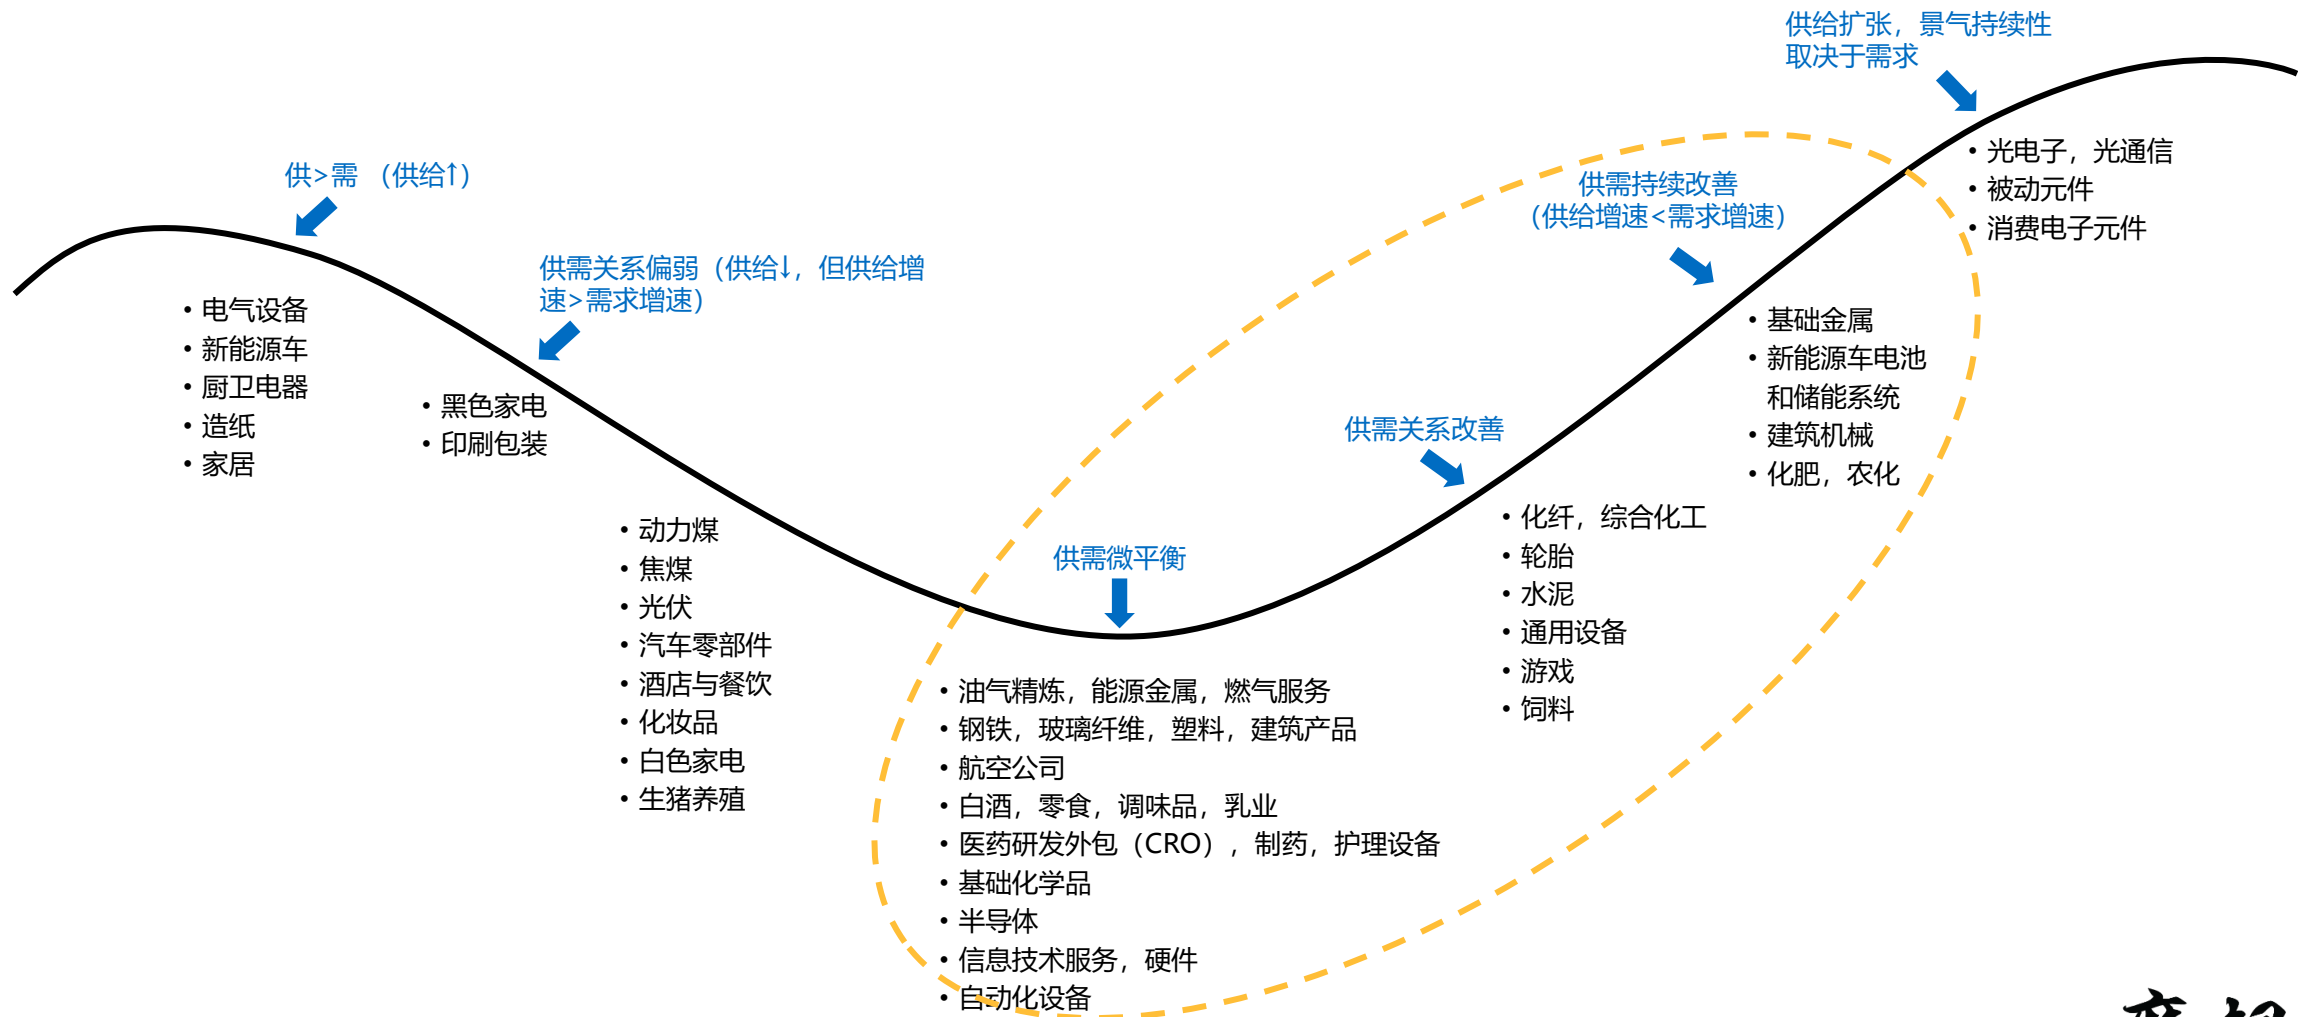 供给扩张，景气持续性
取决于需求
• 光电子，光通信
• 被动元件
• 消费电子元件
供>需 （供给↑）
• 电气设备
• 新能源车
• 厨卫电器
• 造纸
• 家居
供需关系偏弱（供给↓，但供给增
速>需求增速）
• 黑色家电
• 印刷包装
• 动力煤
• 焦煤
• 光伏
• 汽车零部件
• 酒店与餐饮
• 化妆品
• 白色家电
• 生猪养殖
供需微平衡
• 油气精炼，能源金属，燃气服务
• 钢铁，玻璃纤维，塑料，建筑产品
• 航空公司
• 白酒，零食，调味品，乳业
• 医药研发外包（CRO），制药，护理设备
• 基础化学品
• 半导体
• 信息技术服务，硬件
• 自动化设备
供需关系改善
• 化纤，综合化工
• 轮胎
• 水泥
• 通用设备
• 游戏
• 饲料
供需持续改善
（供给增速<需求增速）
• 基础金属
• 新能源车电池
和储能系统
• 建筑机械
• 化肥，农化